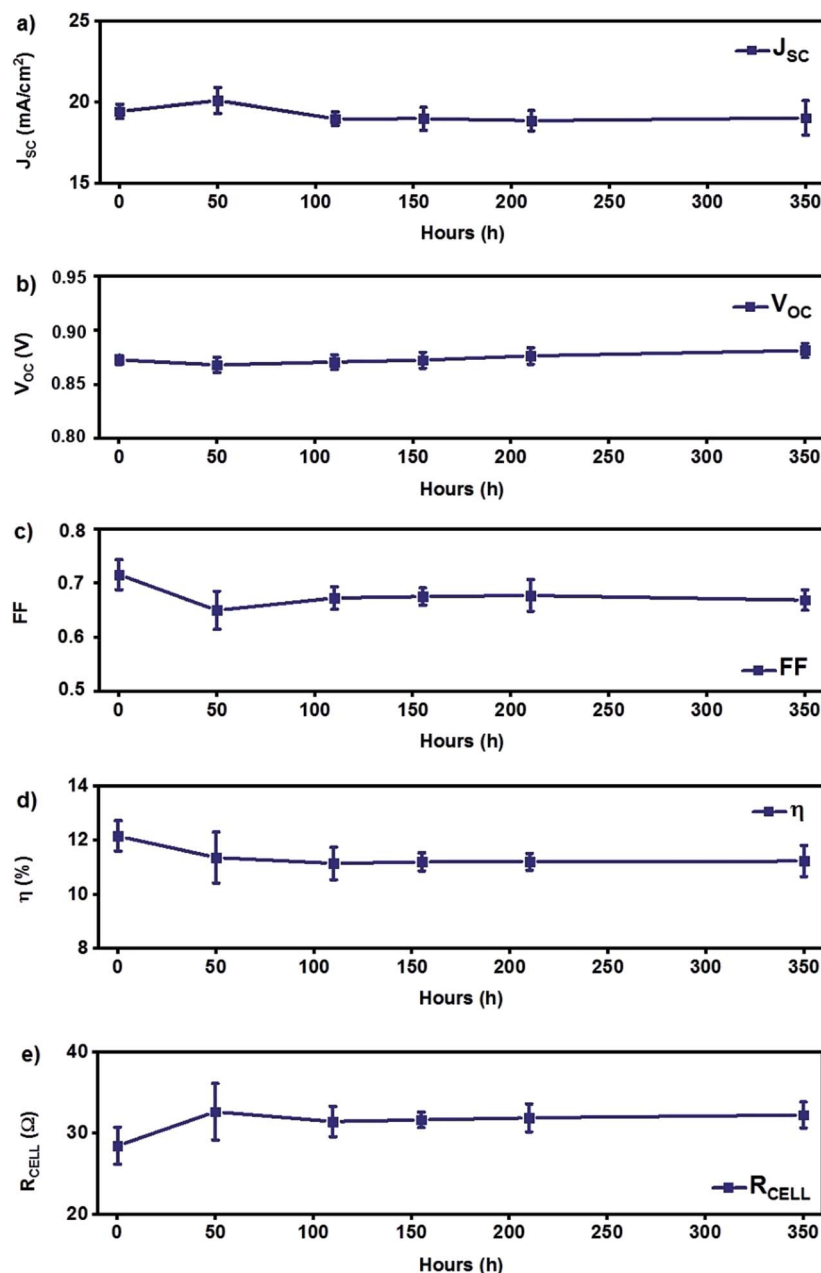 a)
25
20
15
J_SC (mA/cm²)
J_SC
0 50 100 150 200 250 300 350
Hours (h)
b)
0.95
0.90
0.85
0.80
V_OC (V)
V_OC
0 50 100 150 200 250 300 350
Hours (h)
c)
0.8
0.7
0.6
0.5
FF
FF
0 50 100 150 200 250 300 350
Hours (h)
d)
14
12
10
8
η (%)
η
0 50 100 150 200 250 300 350
Hours (h)
e)
40
30
20
R_CELL (Ω)
R_CELL
0 50 100 150 200 250 300 350
Hours (h)